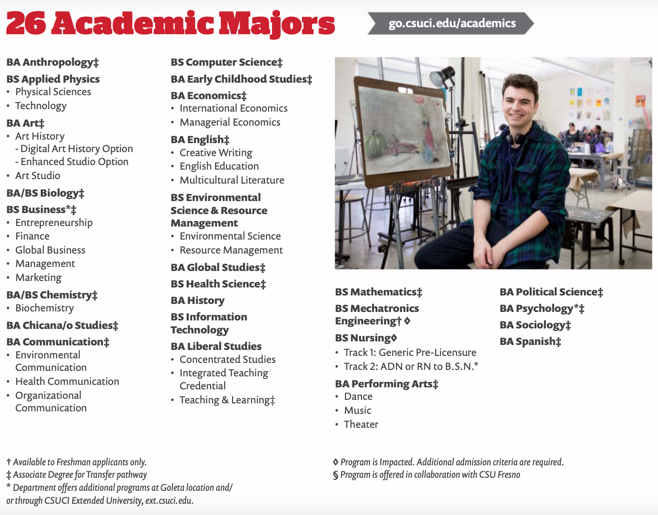 26 Academic Majors
go.csuci.edu/academics
BA Anthropology‡
BS Applied Physics
• Physical Sciences
• Technology
BA Art‡
• Art History
- Digital Art History Option
- Enhanced Studio Option
• Art Studio
BA/BS Biology‡
BS Business*‡
• Entrepreneurship
• Finance
• Global Business
• Management
• Marketing
BA/BS Chemistry‡
• Biochemistry
BA Chicana/o Studies‡
BA Communication‡
• Environmental
Communication
• Health Communication
• Organizational
Communication
BS Computer Science‡
BA Early Childhood Studies‡
BA Economics‡
• International Economics
• Managerial Economics
BA English‡
• Creative Writing
• English Education
• Multicultural Literature
BS Environmental
Science & Resource
Management
• Environmental Science
• Resource Management
BA Global Studies‡
BS Health Science‡
BA History
BS Information
Technology
BA Liberal Studies
• Concentrated Studies
• Integrated Teaching
Credential
• Teaching & Learning‡
BS Mathematics‡
BS Mechatronics
Engineering† ◊
BS Nursing◊
• Track 1: Generic Pre-Licensure
• Track 2: ADN or RN to B.S.N.*
BA Performing Arts‡
• Dance
• Music
• Theater
BA Political Science‡
BA Psychology*‡
BA Sociology‡
BA Spanish‡
† Available to Freshman applicants only.
‡ Associate Degree for Transfer pathway
* Department offers additional programs at Goleta location and/
or through CSUCI Extended University, ext.csuci.edu.
◊ Program is Impacted. Additional admission criteria are required.
§ Program is offered in collaboration with CSU Fresno